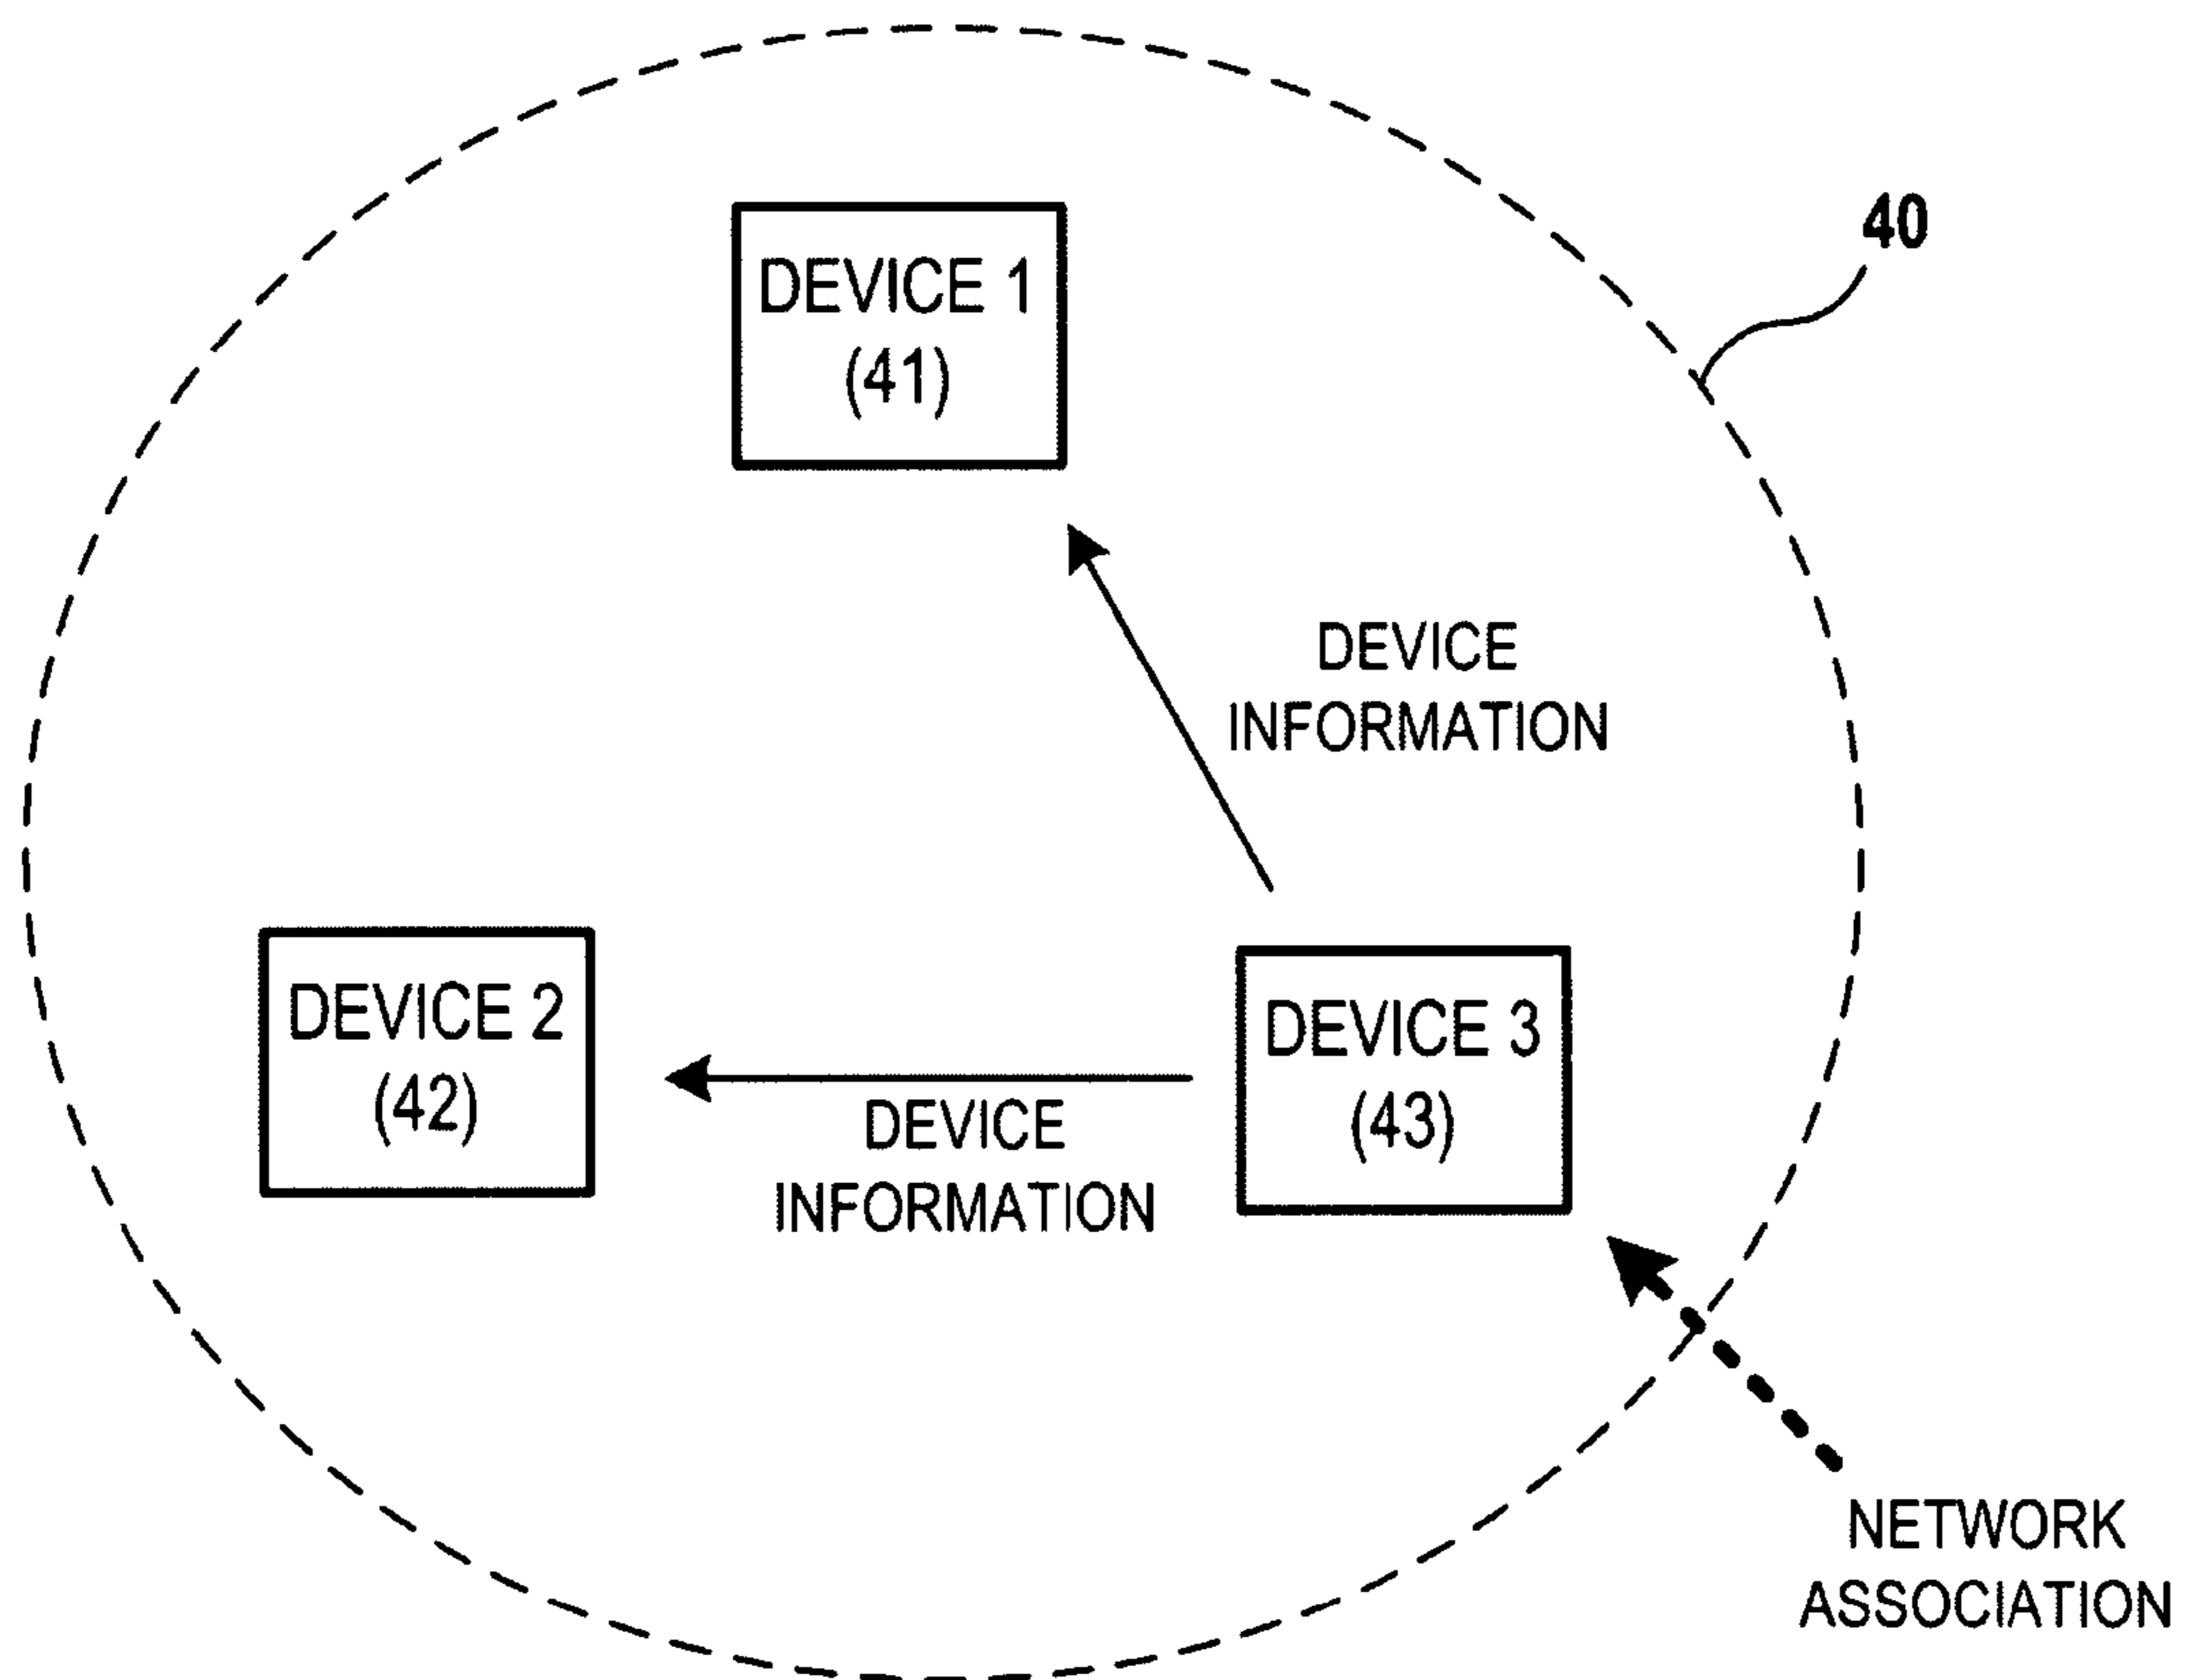 40
DEVICE 1
(41)
DEVICE
INFORMATION
DEVICE 2
(42)
DEVICE
INFORMATION
DEVICE 3
(43)
NETWORK
ASSOCIATION